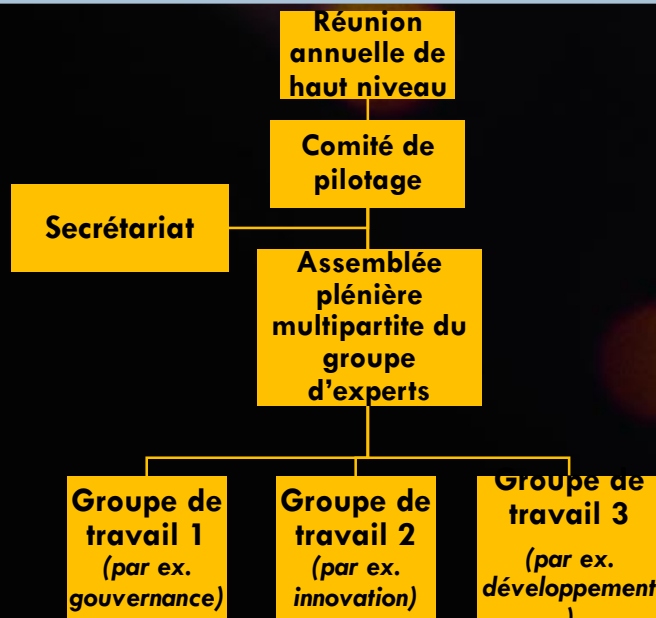 Réunion
annuelle de
haut niveau
Comité de
pilotage
Secrétariat
Assemblée
plénière
multipartite du
groupe
d'experts
Groupe de
travail 1
(par ex.
gouvernance)
Groupe de
travail 2
(par ex.
innovation)
Groupe de
travail 3
(par ex.
développement
)